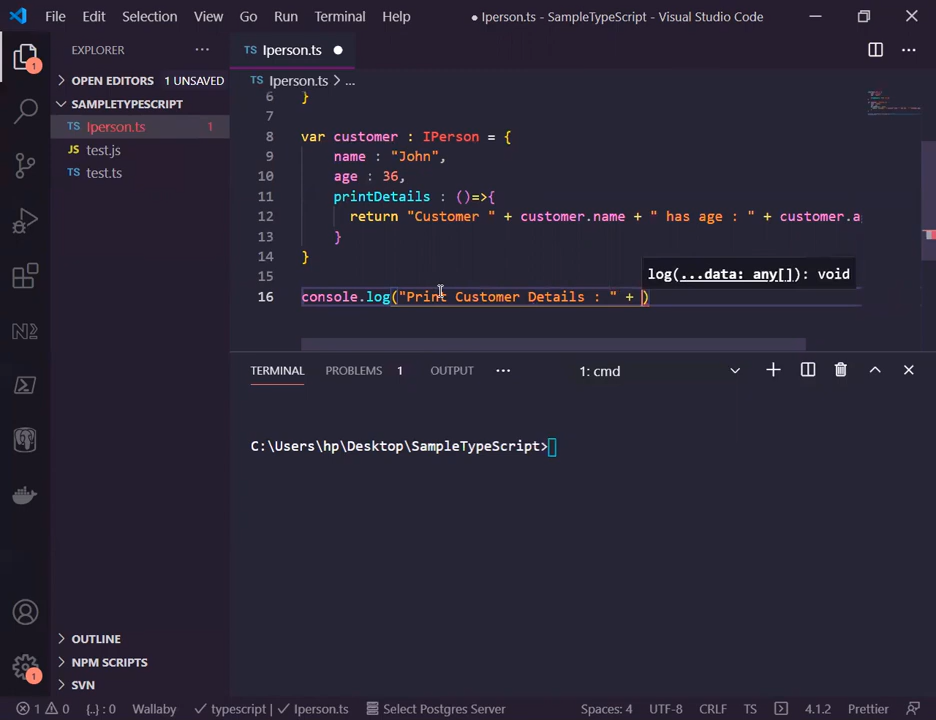 File Edit Selection View Go Run Terminal Help
● Iperson.ts - SampleTypeScript - Visual Studio Code
EXPLORER ···
TS Iperson.ts ●
OPEN EDITORS 1 UNSAVED
TS Iperson.ts > ...
SAMPLETYPESCRIPT
TS Iperson.ts 1
JS test.js
TS test.ts
6 }
7
8 var customer : IPerson = {
9 name : "John",
10 age : 36,
11 printDetails : ()=>{
12 return "Customer " + customer.name + " has age : " + customer.a
13 }
14 }
15
log(...data: any[]): void
16 console.log("Print Customer Details : " + )
TERMINAL PROBLEMS 1 OUTPUT ··· 1: cmd
C:\Users\hp\Desktop\SampleTypeScript>
1
1
OUTLINE
NPM SCRIPTS
SVN
1 0 {..} : 0 Wallaby ✓ typescript | ✓ Iperson.ts Select Postgres Server Spaces: 4 UTF-8 CRLF TS 4.1.2 Prettier